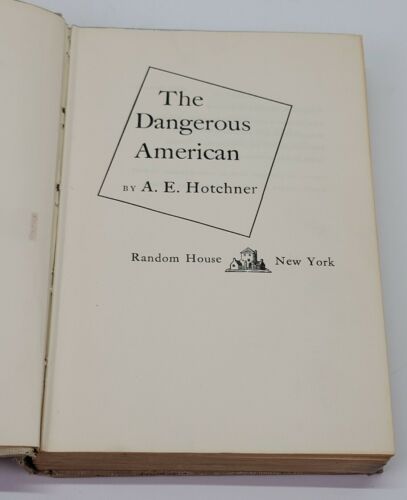 The
Dangerous
American
BY A. E. Hotchner
Random House New York